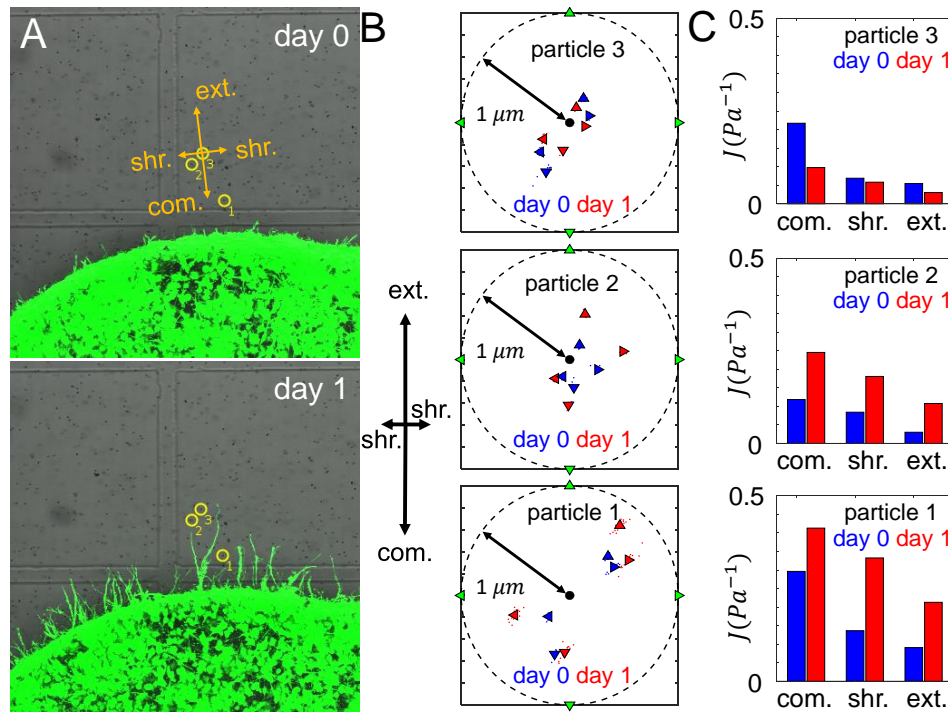 A
day 0
ext.
shr.
shr.
com.
2
3
1
day 1
3
2
1
B
ext.
shr.
shr.
com.
particle 3
1 μm
day 0 day 1
particle 2
1 μm
day 0 day 1
particle 1
1 μm
day 0 day 1
C
0.5
particle 3
day 0 day 1
J(Pa⁻¹)
0
com. shr. ext.
0.5
particle 2
day 0 day 1
J(Pa⁻¹)
0
com. shr. ext.
0.5
particle 1
day 0 day 1
J(Pa⁻¹)
0
com. shr. ext.